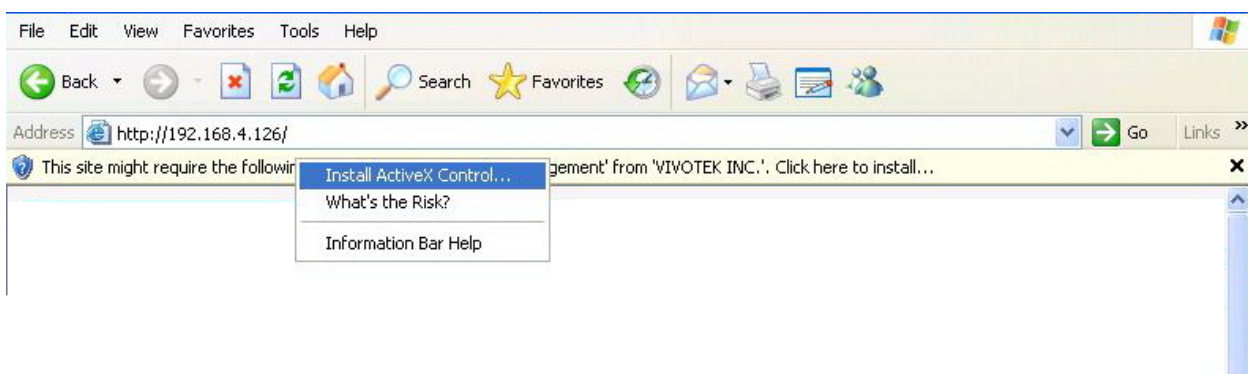 File Edit View Favorites Tools Help
Back Search Favorites
Address http://192.168.4.126/ Go Links »
This site might require the following gement' from 'VIVOTEK INC.'. Click here to install...
Install ActiveX Control...
What's the Risk?
Information Bar Help